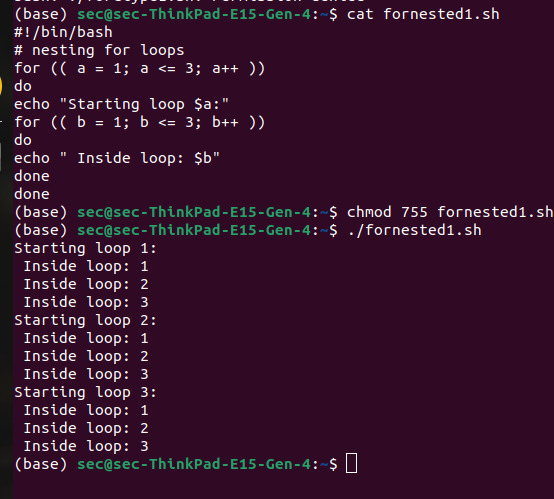 (base) sec@sec-ThinkPad-E15-Gen-4:~$ cat fornested1.sh
#!/bin/bash
# nesting for loops
for (( a = 1; a <= 3; a++ ))
do
echo "Starting loop $a:"
for (( b = 1; b <= 3; b++ ))
do
echo " Inside loop: $b"
done
done
(base) sec@sec-ThinkPad-E15-Gen-4:~$ chmod 755 fornested1.sh
(base) sec@sec-ThinkPad-E15-Gen-4:~$ ./fornested1.sh
Starting loop 1:
 Inside loop: 1
 Inside loop: 2
 Inside loop: 3
Starting loop 2:
 Inside loop: 1
 Inside loop: 2
 Inside loop: 3
Starting loop 3:
 Inside loop: 1
 Inside loop: 2
 Inside loop: 3
(base) sec@sec-ThinkPad-E15-Gen-4:~$